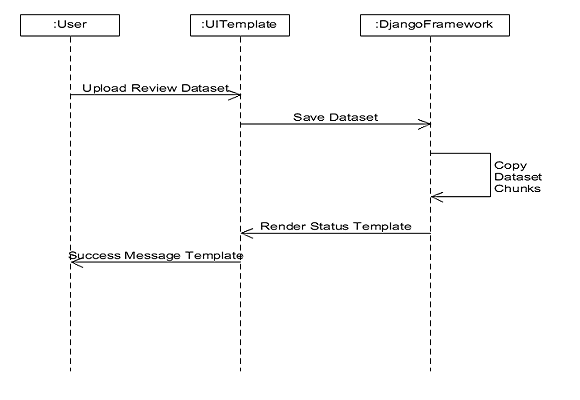 :User
:UITemplate
:DjangoFramework
Upload Review Dataset
Save Dataset
Copy
Dataset
Chunks
Render Status Template
Success Message Template